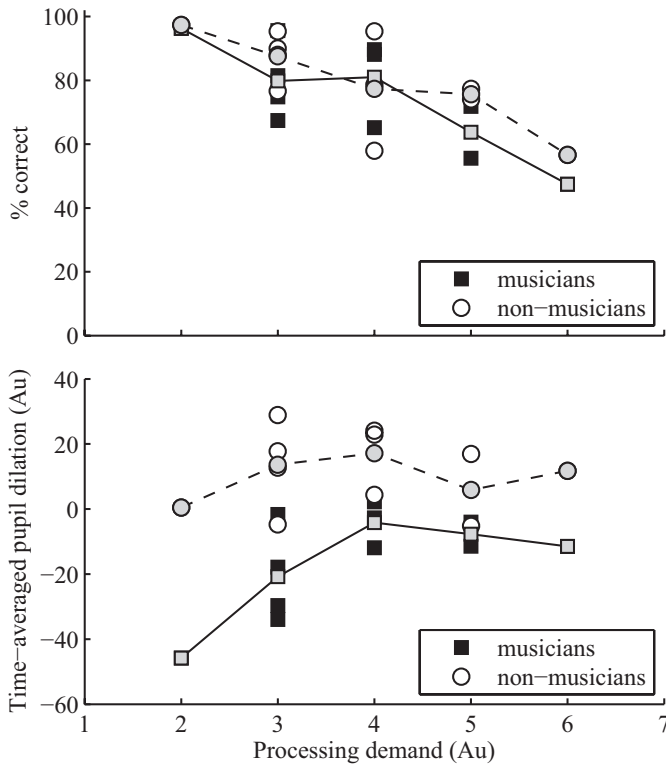 100
80
60
40
20
0
% correct
musicians
non−musicians
40
20
0
−20
−40
−60
Time−averaged pupil dilation (Au)
musicians
non−musicians
1 2 3 4 5 6 7
Processing demand (Au)